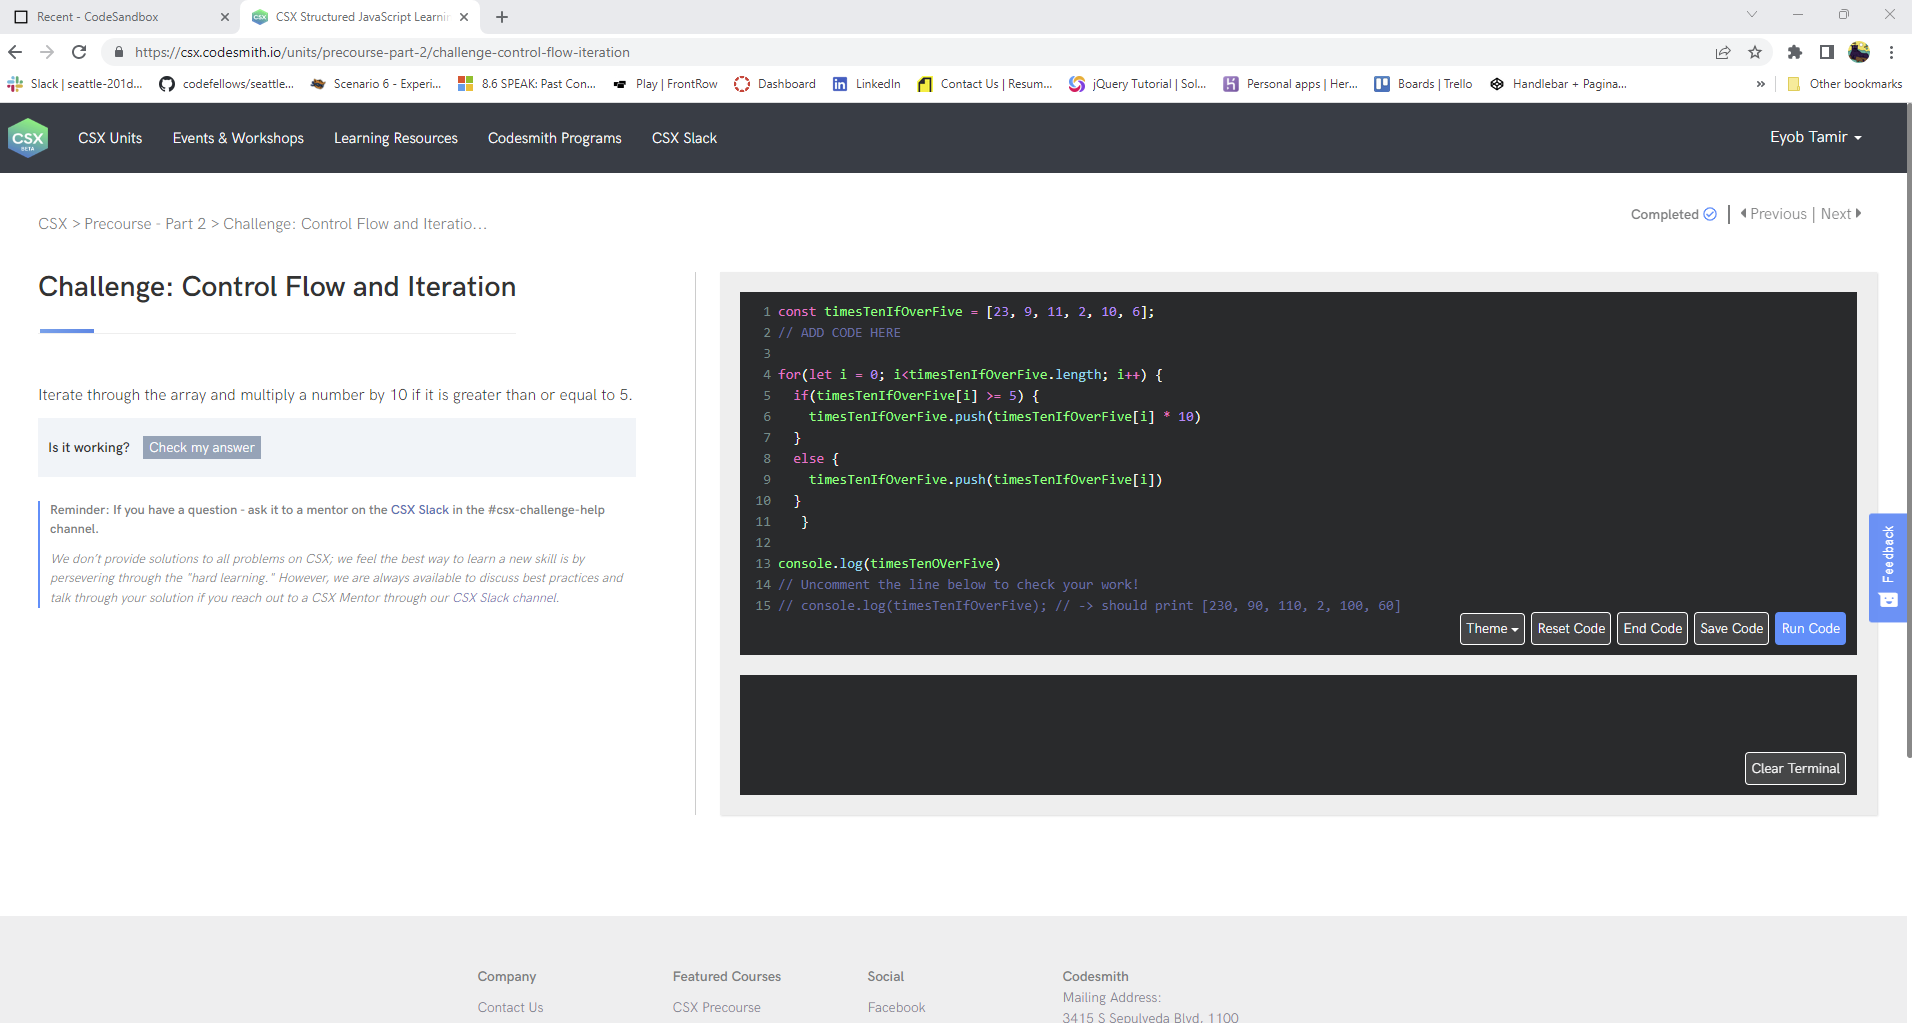 Recent - CodeSandbox
CSX Structured JavaScript Learnin
https://csx.codesmith.io/units/precourse-part-2/challenge-control-flow-iteration
Slack | seattle-201d...
codefellows/seattle...
Scenario 6 - Experi...
8.6 SPEAK: Past Con...
Play | FrontRow
Dashboard
LinkedIn
Contact Us | Resum...
jQuery Tutorial | Sol...
Personal apps | Her...
Boards | Trello
Handlebar + Pagina...
»
Other bookmarks
CSX
BETA
CSX Units
Events & Workshops
Learning Resources
Codesmith Programs
CSX Slack
Eyob Tamir
CSX > Precourse - Part 2 > Challenge: Control Flow and Iteratio...
Completed
Previous | Next
Challenge: Control Flow and Iteration
Iterate through the array and multiply a number by 10 if it is greater than or equal to 5.
Is it working? Check my answer
Reminder: If you have a question - ask it to a mentor on the CSX Slack in the #csx-challenge-help
channel.
We don't provide solutions to all problems on CSX; we feel the best way to learn a new skill is by
persevering through the "hard learning." However, we are always available to discuss best practices and
talk through your solution if you reach out to a CSX Mentor through our CSX Slack channel.
1 const timesTenIfOverFive = [23, 9, 11, 2, 10, 6];
2 // ADD CODE HERE
3
4 for(let i = 0; i<timesTenIfOverFive.length; i++) {
5   if(timesTenIfOverFive[i] >= 5) {
6     timesTenIfOverFive.push(timesTenIfOverFive[i] * 10)
7   }
8   else {
9     timesTenIfOverFive.push(timesTenIfOverFive[i])
10   }
11    }
12
13 console.log(timesTenOVerFive)
14 // Uncomment the line below to check your work!
15 // console.log(timesTenIfOverFive); // -> should print [230, 90, 110, 2, 100, 60]
Theme
Reset Code
End Code
Save Code
Run Code
Clear Terminal
Feedback
Company
Contact Us
Featured Courses
CSX Precourse
Social
Facebook
Codesmith
Mailing Address:
3415 S Sepulveda Blvd. 1100